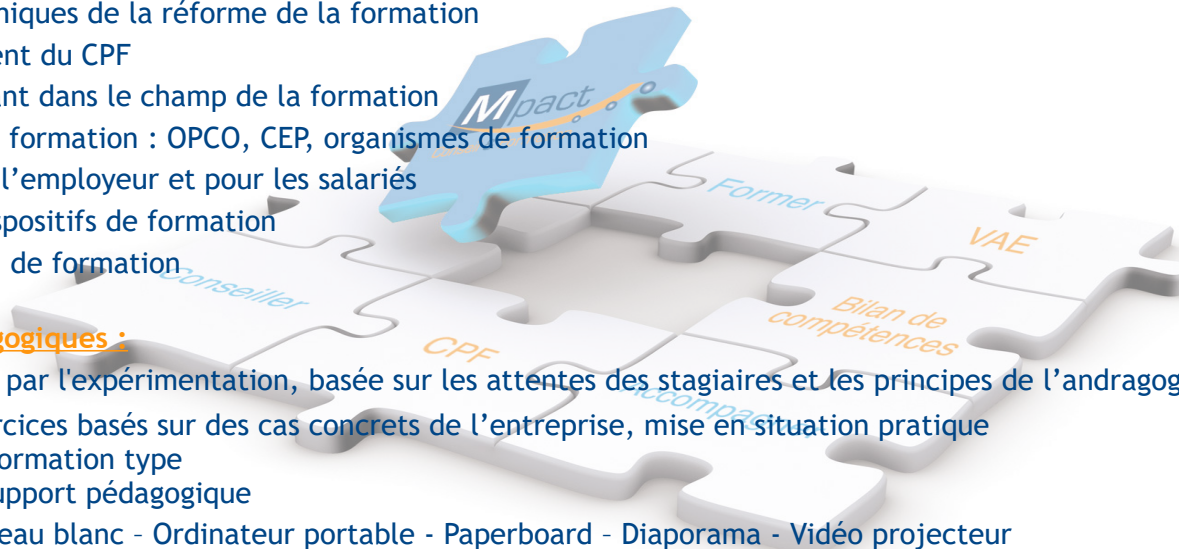 niques de la réforme de la formation
ent du CPF
ant dans le champ de la formation
formation : OPCO, CEP, organismes de formation
l’employeur et pour les salariés
spositifs de formation
de formation
Mpact
Former
VAE
Conseiller
Bilan de
compétences
CPF
Accompagner
gogiques :
par l'expérimentation, basée sur les attentes des stagiaires et les principes de l’andragog
rcices basés sur des cas concrets de l’entreprise, mise en situation pratique
ormation type
upport pédagogique
eau blanc – Ordinateur portable - Paperboard – Diaporama - Vidéo projecteur